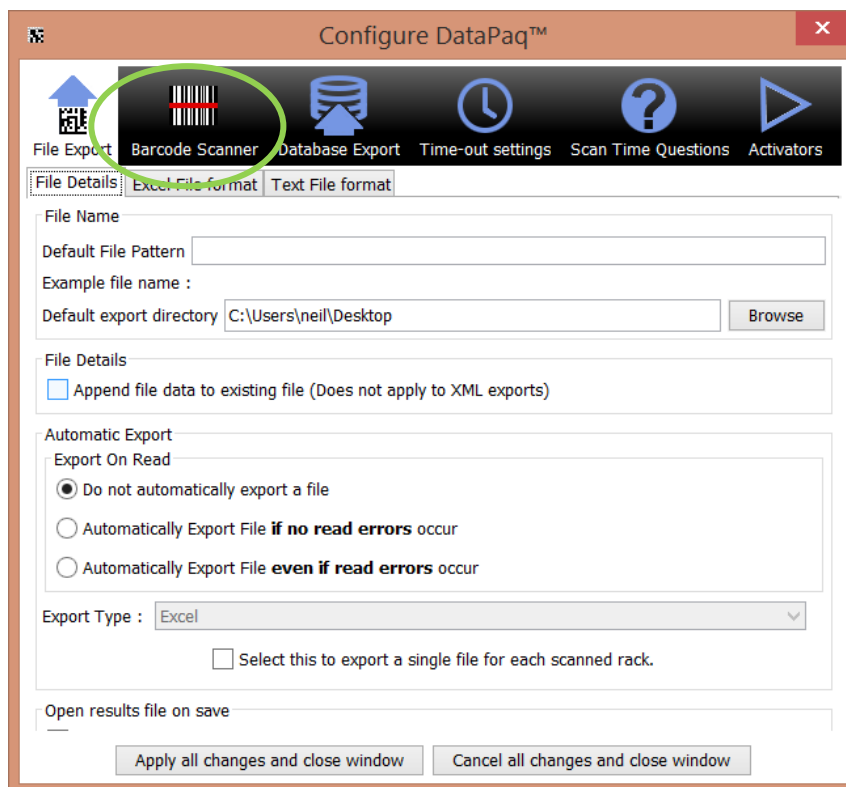 Configure DataPaq™
File Export Barcode Scanner Database Export Time-out settings Scan Time Questions Activators
File Details Excel File format Text File format
File Name
Default File Pattern
Example file name :
Default export directory C:\Users\neil\Desktop Browse
File Details
Append file data to existing file (Does not apply to XML exports)
Automatic Export
Export On Read
Do not automatically export a file
Automatically Export File if no read errors occur
Automatically Export File even if read errors occur
Export Type : Excel
Select this to export a single file for each scanned rack.
Open results file on save
Apply all changes and close window Cancel all changes and close window